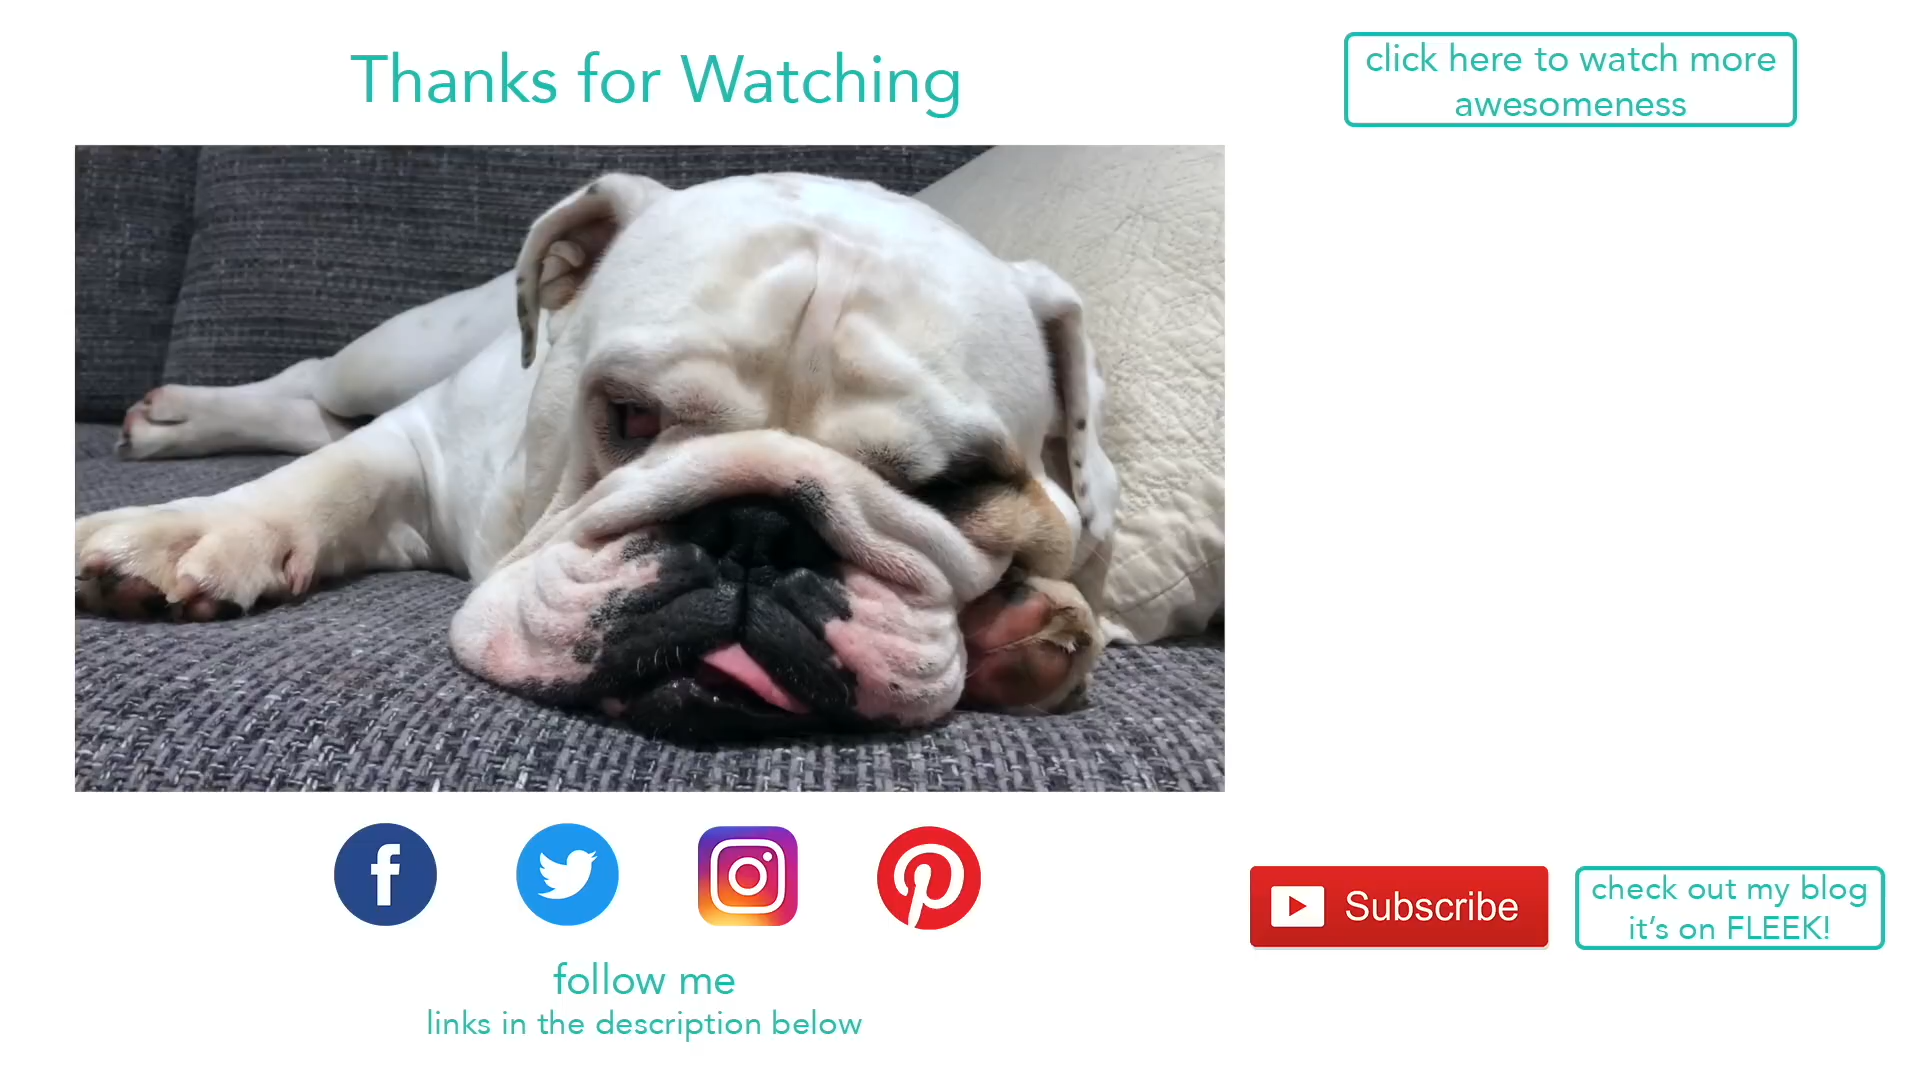 Thanks for Watching
click here to watch more
awesomeness
Subscribe
check out my blog
it's on FLEEK!
follow me
links in the description below